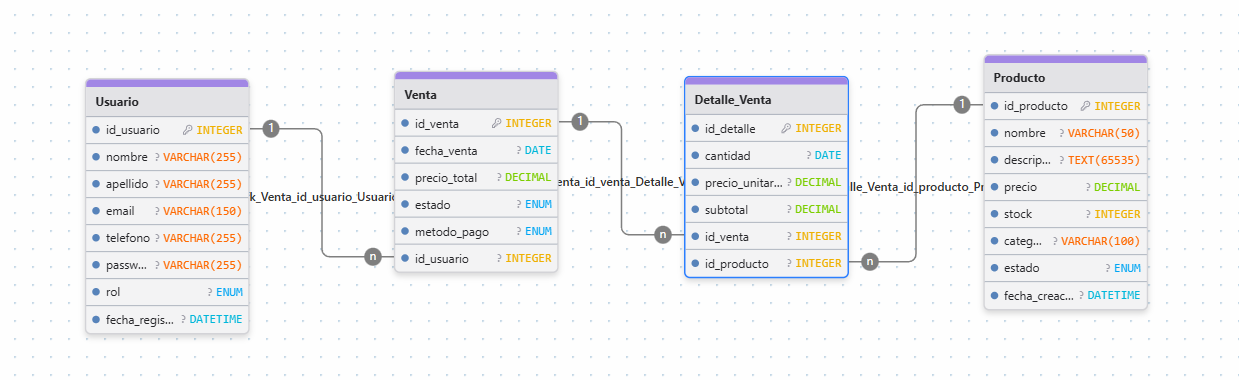 Usuario
id_usuario INTEGER
nombre ? VARCHAR(255)
apellido ? VARCHAR(255)
email ? VARCHAR(150)
telefono ? VARCHAR(255)
passw... ? VARCHAR(255)
rol ? ENUM
fecha_regis... ? DATETIME
1
k_Venta_id_usuario_Usuario
n
Venta
id_venta INTEGER
fecha_venta ? DATE
precio_total ? DECIMAL
estado ? ENUM
metodo_pago ? ENUM
id_usuario ? INTEGER
1
enta_id_venta_Detalle_V
n
Detalle_Venta
id_detalle INTEGER
cantidad ? DATE
precio_unitar... ? DECIMAL
subtotal ? DECIMAL
id_venta ? INTEGER
id_producto ? INTEGER
1
lle_Venta_id_producto_Pr
n
Producto
id_producto INTEGER
nombre ? VARCHAR(50)
descrip... ? TEXT(65535)
precio ? DECIMAL
stock ? INTEGER
categ... ? VARCHAR(100)
estado ? ENUM
fecha_creac... ? DATETIME